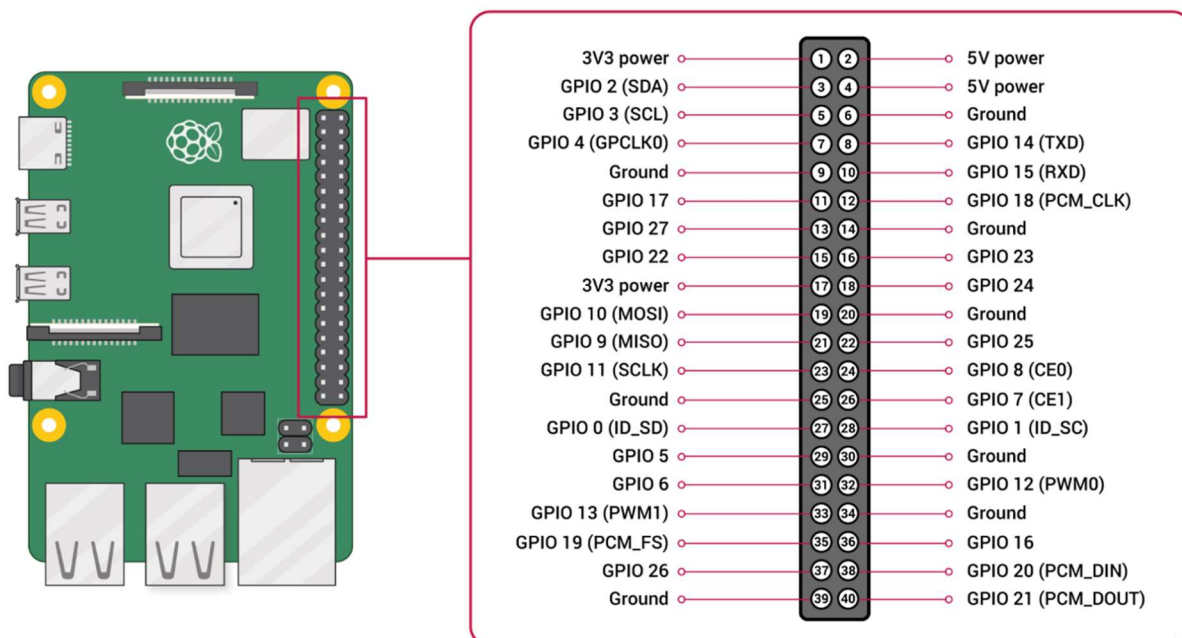 3V3 power 1 2 5V power
GPIO 2 (SDA) 3 4 5V power
GPIO 3 (SCL) 5 6 Ground
GPIO 4 (GPCLK0) 7 8 GPIO 14 (TXD)
Ground 9 10 GPIO 15 (RXD)
GPIO 17 11 12 GPIO 18 (PCM_CLK)
GPIO 27 13 14 Ground
GPIO 22 15 16 GPIO 23
3V3 power 17 18 GPIO 24
GPIO 10 (MOSI) 19 20 Ground
GPIO 9 (MISO) 21 22 GPIO 25
GPIO 11 (SCLK) 23 24 GPIO 8 (CE0)
Ground 25 26 GPIO 7 (CE1)
GPIO 0 (ID_SD) 27 28 GPIO 1 (ID_SC)
GPIO 5 29 30 Ground
GPIO 6 31 32 GPIO 12 (PWM0)
GPIO 13 (PWM1) 33 34 Ground
GPIO 19 (PCM_FS) 35 36 GPIO 16
GPIO 26 37 38 GPIO 20 (PCM_DIN)
Ground 39 40 GPIO 21 (PCM_DOUT)